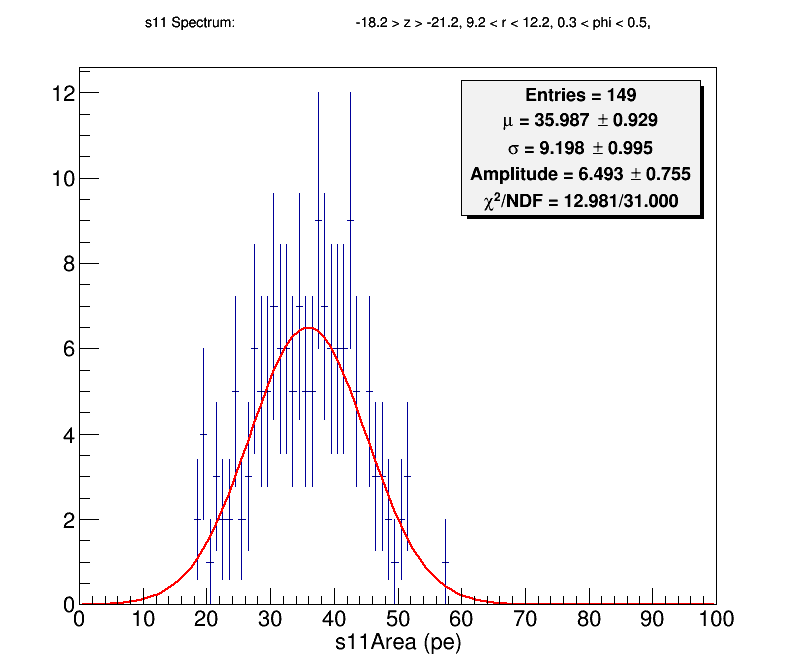 s11 Spectrum: -18.2 > z > -21.2, 9.2 < r < 12.2, 0.3 < phi < 0.5,
Entries = 149
μ = 35.987 ± 0.929
σ = 9.198 ± 0.995
Amplitude = 6.493 ± 0.755
χ²/NDF = 12.981/31.000
12
10
8
6
4
2
0
0 10 20 30 40 50 60 70 80 90 100
s11Area (pe)